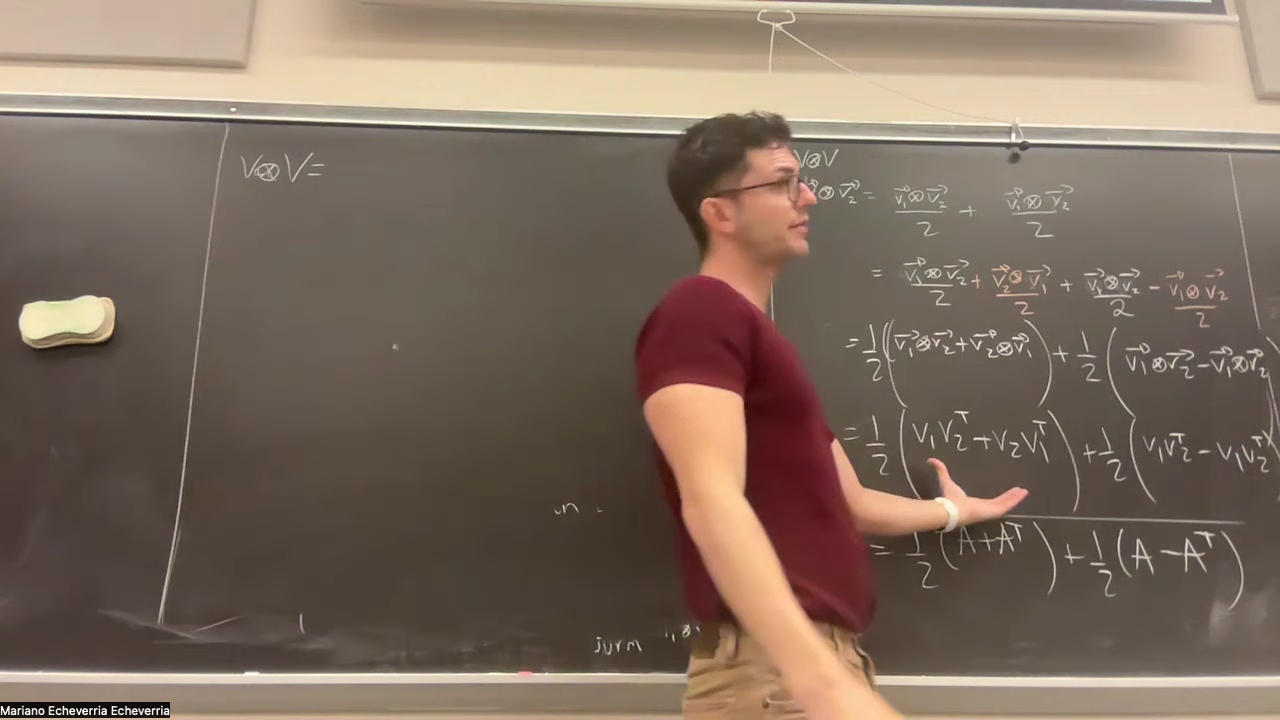 V⊗V=
V⊗V
⊗v⃗₂ = v⃗₁⊗v⃗₂/2 + v⃗₁⊗v⃗₂/2
= v⃗₁⊗v⃗₂/2 + v⃗₂⊗v⃗₁/2 + v⃗₁⊗v⃗₂/2 - v⃗₁⊗v⃗₂/2
= 1/2 (v⃗₁⊗v⃗₂ + v⃗₂⊗v⃗₁) + 1/2 (v⃗₁⊗v⃗₂ - v⃗₁⊗v⃗₂)
= 1/2 (v₁v₂ᵀ + v₂v₁ᵀ) + 1/2 (v₁v₂ᵀ - v₁v₂ᵀ)
= 1/2 (A + Aᵀ) + 1/2 (A - Aᵀ)
Mariano Echeverria Echeverria